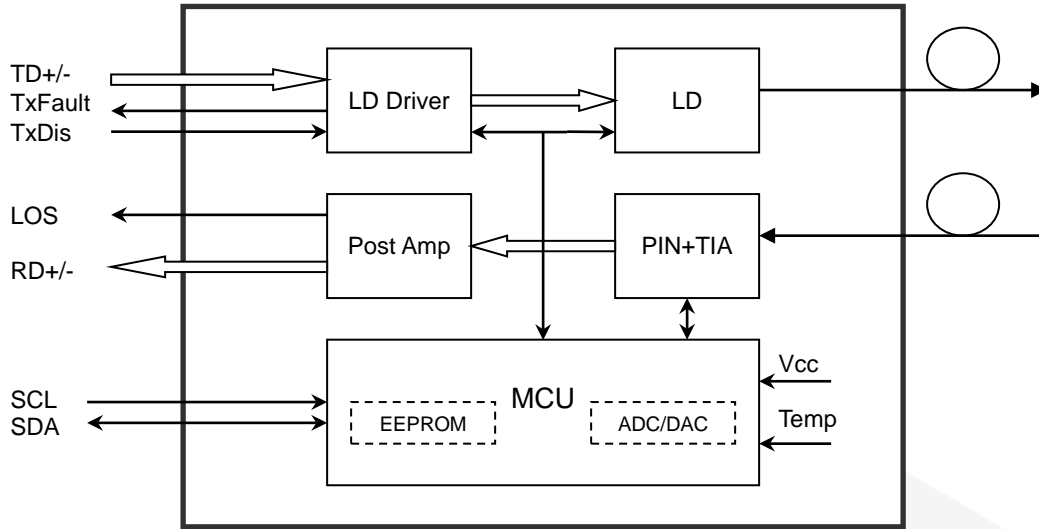 TD+/-
TxFault
TxDis
LD Driver
LD
LOS
RD+/-
Post Amp
PIN+TIA
SCL
SDA
MCU
EEPROM
ADC/DAC
Vcc
Temp